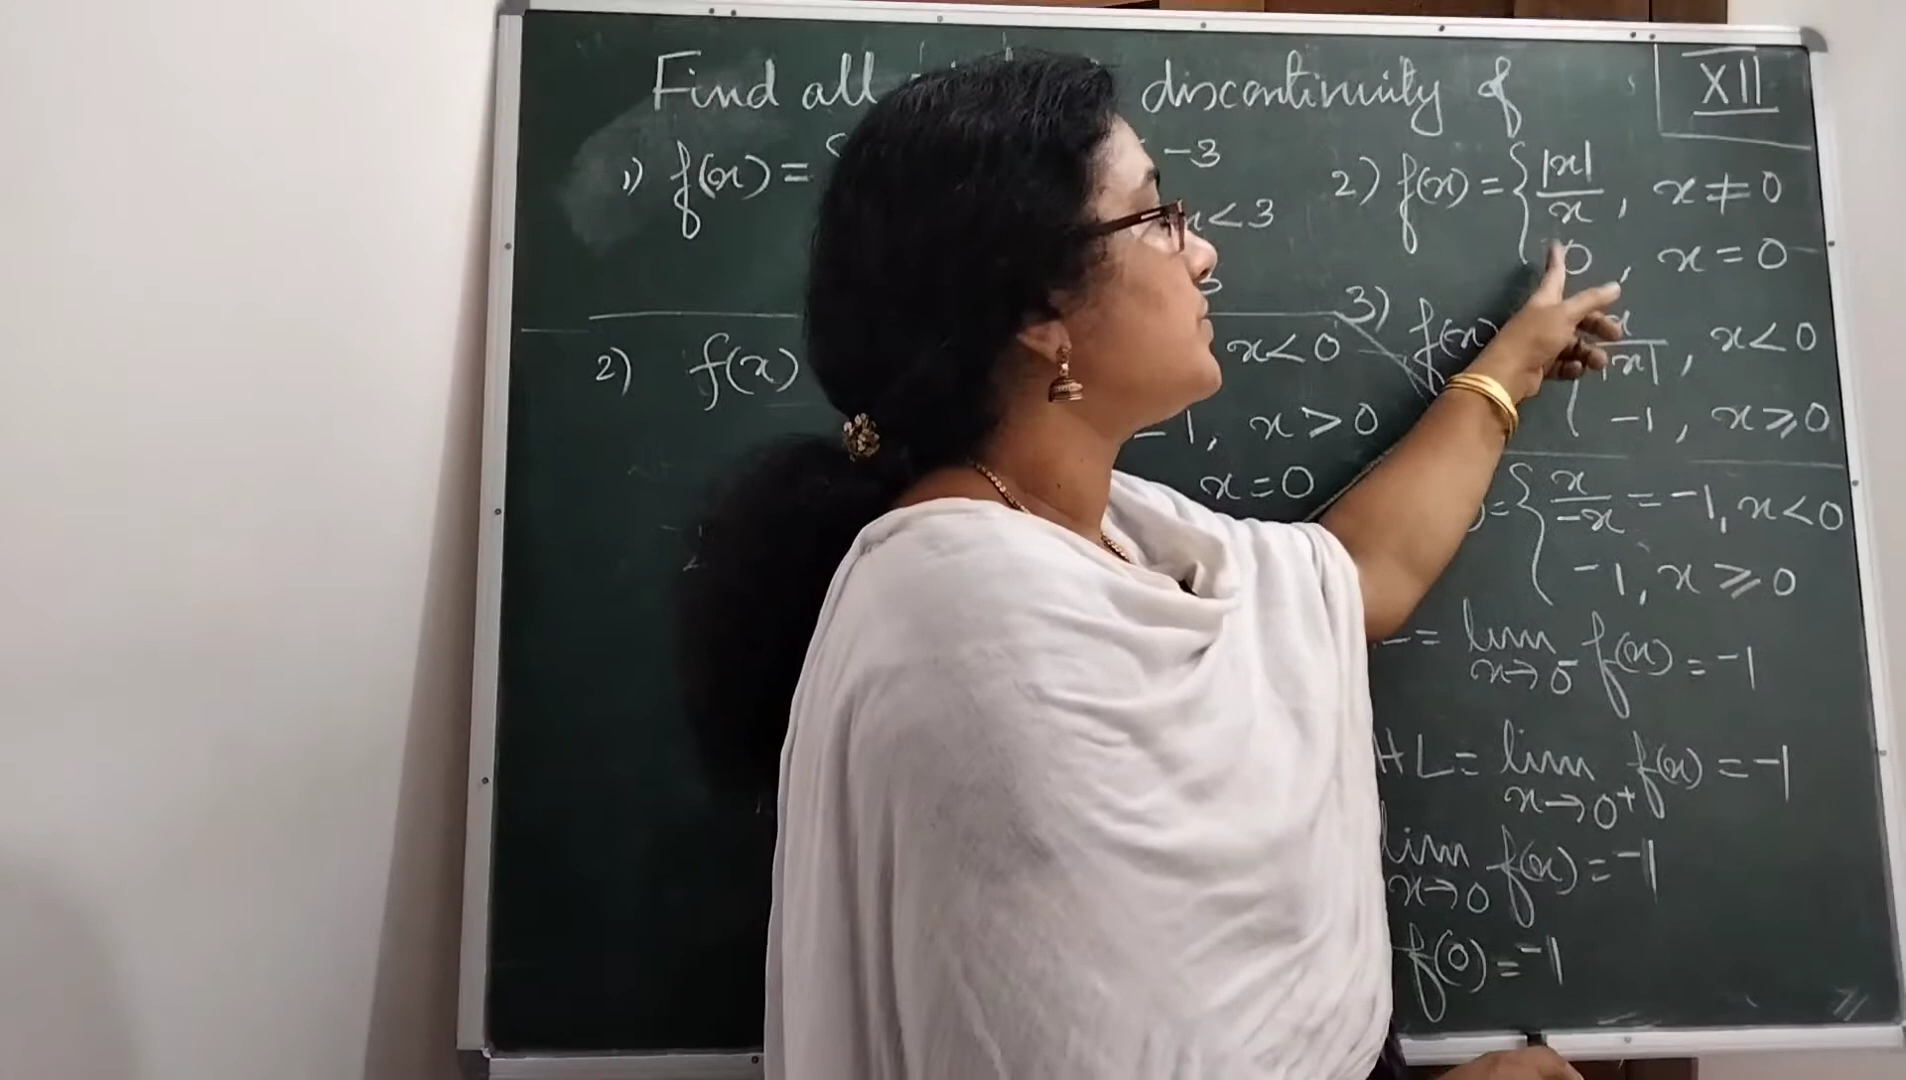 Find all discontinuity of
XII
1) f(x) = { -3
x < 3
3
2) f(x) = { |x|/x , x ≠ 0
0 , x = 0
3) f(x) x/|x| , x < 0
-1 , x ⩾ 0
2) f(x) , x < 0
-1, x > 0
x = 0
) = { x/-x = -1, x < 0
-1, x ⩾ 0
= lim x→0⁻ f(x) = -1
HL = lim x→0+ f(x) = -1
lim x→0 f(x) = -1
f(0) = -1